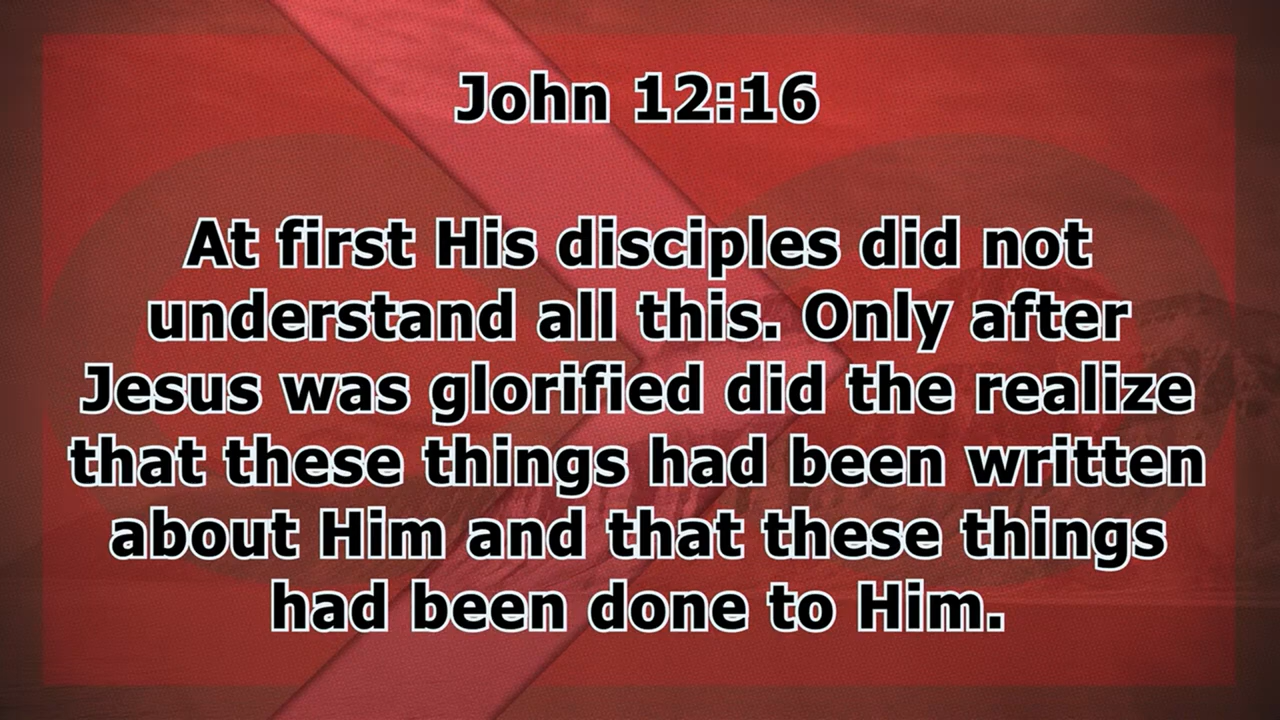 John 12:16
At first His disciples did not
understand all this. Only after
Jesus was glorified did the realize
that these things had been written
about Him and that these things
had been done to Him.